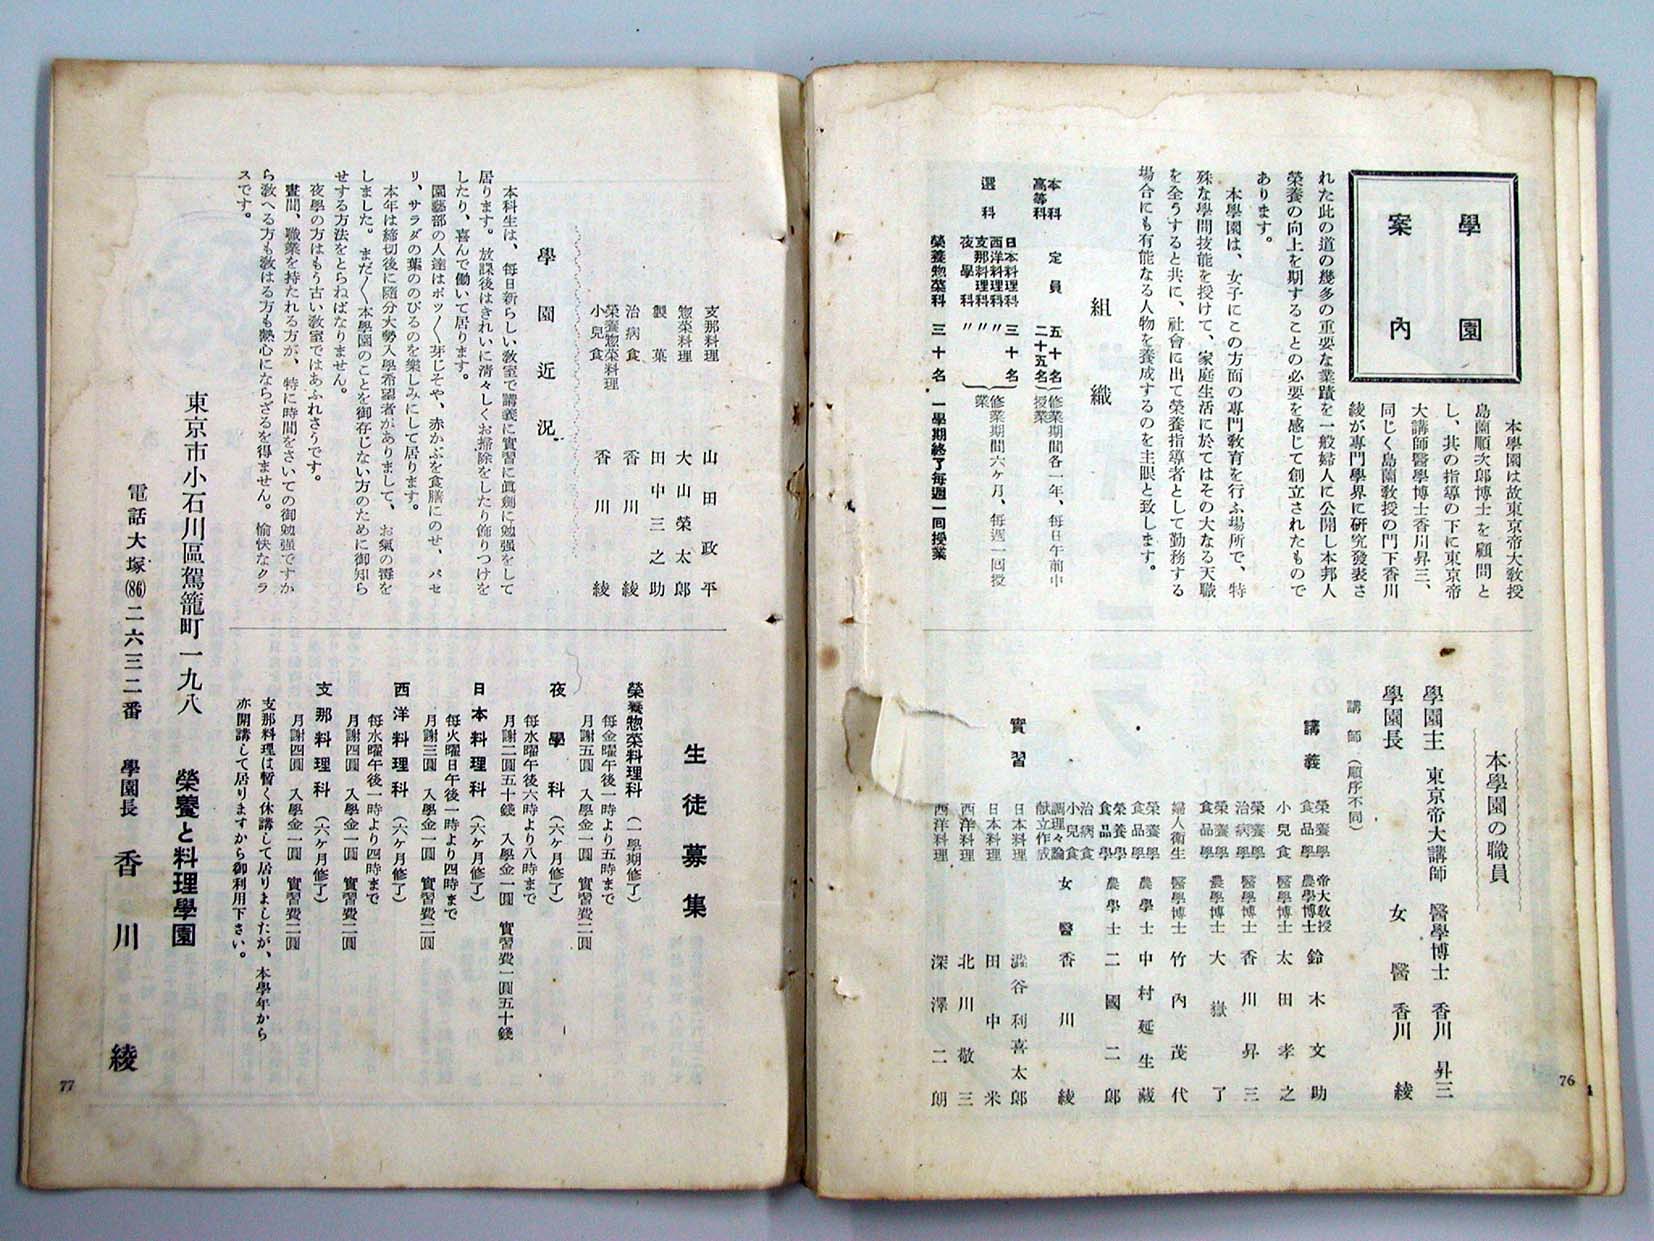 學園
案內
本學園は故東京帝大敎授
島薗順次郎博士を顧問と
し、共の指導の下に東京帝
大講師醫學博士香川昇三、
同じく島薗敎授の門下香川
綾が專門學界に硏究發表さ
れた此の道の幾多の重要な業蹟を一般婦人に公開し本邦人
榮養の向上を期することの必要を感じて創立されたもので
あります。
本學園は、女子にこの方面の專門敎育を行ふ場所で、特
殊な學問技能を授けて、家庭生活に於てはその大なる天職
を全うすると共に、社會に出て榮養指導者として勤務する
場合にも有能なる人物を養成するのを主眼と致します。
組織
本科 定員 五十名
高等科 二十五名
修業期間各一年、每日午前中
授業
選科
日本料理科 三十名
西洋料理科 〃
支那料理科 〃
夜學科 〃
修業期間六ヶ月、每週一回授
業
榮養惣菜科 三十名 一學期終了每週一回授業
本學園の職員
學園主 東京帝大講師 醫學博士 香川昇三
學園長 女醫 香川綾
講師(順序不同)
講義
榮養學 食品學 帝大敎授 農學博士 鈴木文助
小兒食 醫學博士 太田孝之
榮養學 治病食 醫學博士 香川昇三
榮養學 食品學 農學博士 大嶽了
婦人衞生 醫學博士 竹內茂代
榮養學 食品學 農學士 中村延生藏
榮養學 食品學 農學士 二國二郎
治病食 小兒食 調理々論 獻立作成 女醫 香川綾
實習
日本料理 澁谷利喜太郎
日本料理 田中米
西洋料理 北川敬三
西洋料理 深澤二朗
76
支那料理 山田政平
惣菜料理 大山榮太郎
製菓 田中三之助
治病食 香川綾
榮養惣菜料理 小兒食 香川綾
學園近況
本科生は、每日新らしい敎室で講義に實習に眞劍に勉强をして
居ります。放課後はきれいに淸々しくお掃除をしたり飾りつけを
したり、喜んで働いて居ります。
園藝部の人達はポツ〱芽じそや、赤かぶを食膳にのせ、パセ
リ、サラダの葉ののびるのを樂しみにして居ります。
本年は締切後に隨分大勢入學希望者がありまして、お氣の毒を
しました。まだ〱本學園のことを御存じない方のために御知ら
せする方法をとらねばなりません。
夜學の方はもう古い敎室ではあふれさうです。
晝間、職業を持たれる方が、特に時間をさいての御勉强ですか
ら敎へる方も敎はる方も熱心にならざるを得ません。愉快なクラ
スです。
生徒募集
榮養惣菜料理科(一學期修了)
每金曜午後一時より五時まで
月謝五圓 入學金一圓 實習費二圓
夜學科(六ヶ月修了)
每水曜午後六時より八時まで
月謝二圓五十錢 入學金一圓 實習費一圓五十錢
日本料理科(六ヶ月修了)
每火曜日午後一時より四時まで
月謝三圓 入學金一圓 實習費二圓
西洋料理科(六ヶ月修了)
每水曜午後一時より四時まで
月謝四圓 入學金一圓 實習費二圓
支那料理科(六ヶ月修了)
月謝四圓 入學金一圓 實習費二圓
支那料理は暫く休講して居りましたが、本學年から
亦開講して居りますから御利用下さい。
東京市小石川區駕籠町一九八 榮養と料理學園
電話大塚(86)二六三二番 學園長 香川綾
77